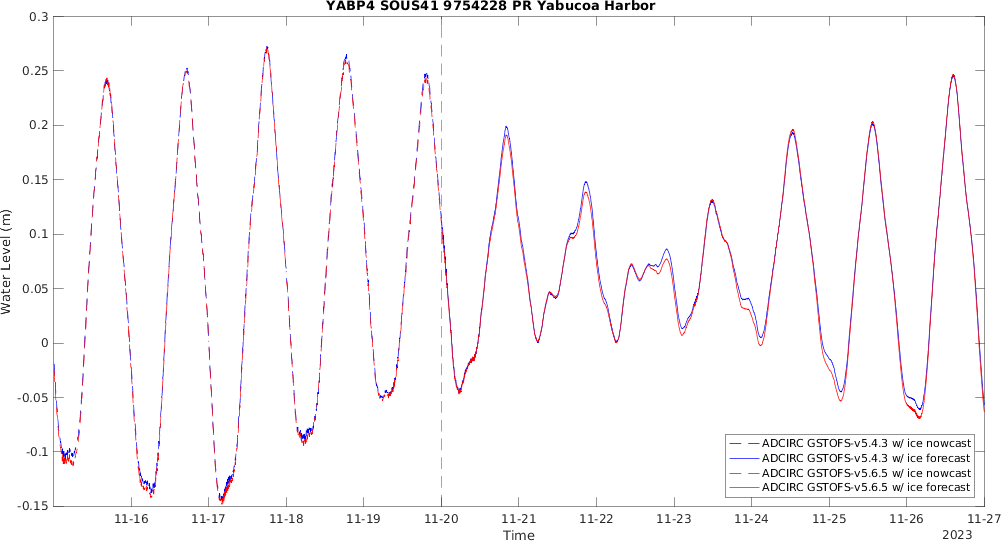 YABP4 SOUS41 9754228 PR Yabucoa Harbor
0.3
0.25
0.2
0.15
0.1
0.05
0
-0.05
-0.1
-0.15
Water Level (m)
ADCIRC GSTOFS-v5.4.3 w/ ice nowcast
ADCIRC GSTOFS-v5.4.3 w/ ice forecast
ADCIRC GSTOFS-v5.6.5 w/ ice nowcast
ADCIRC GSTOFS-v5.6.5 w/ ice forecast
11-16 11-17 11-18 11-19 11-20 11-21 11-22 11-23 11-24 11-25 11-26 11-27
Time
2023